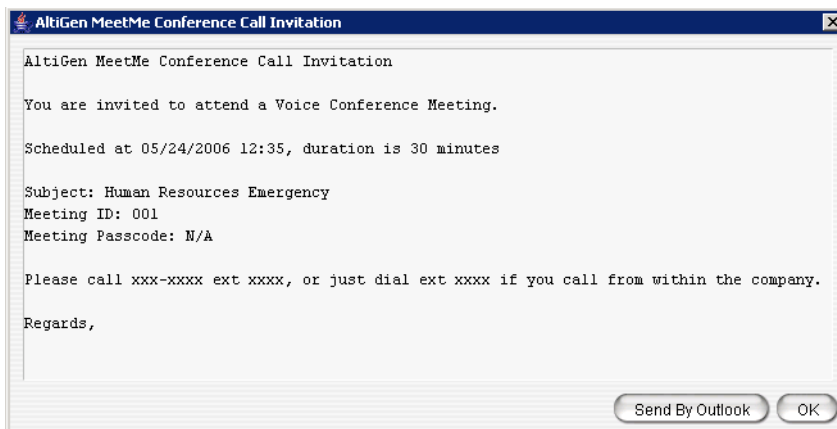 AltiGen MeetMe Conference Call Invitation
AltiGen MeetMe Conference Call Invitation
You are invited to attend a Voice Conference Meeting.
Scheduled at 05/24/2006 12:35, duration is 30 minutes
Subject: Human Resources Emergency
Meeting ID: 001
Meeting Passcode: N/A
Please call xxx-xxxx ext xxxx, or just dial ext xxxx if you call from within the company.
Regards,
Send By Outlook
OK